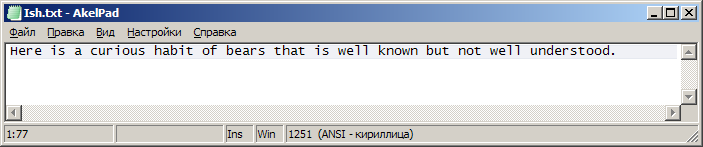 Ish.txt - AkelPad
Файл Правка Вид Настройки Справка
Here is a curious habit of bears that is well known but not well understood.
1:77 Ins Win 1251 (ANSI - кириллица)